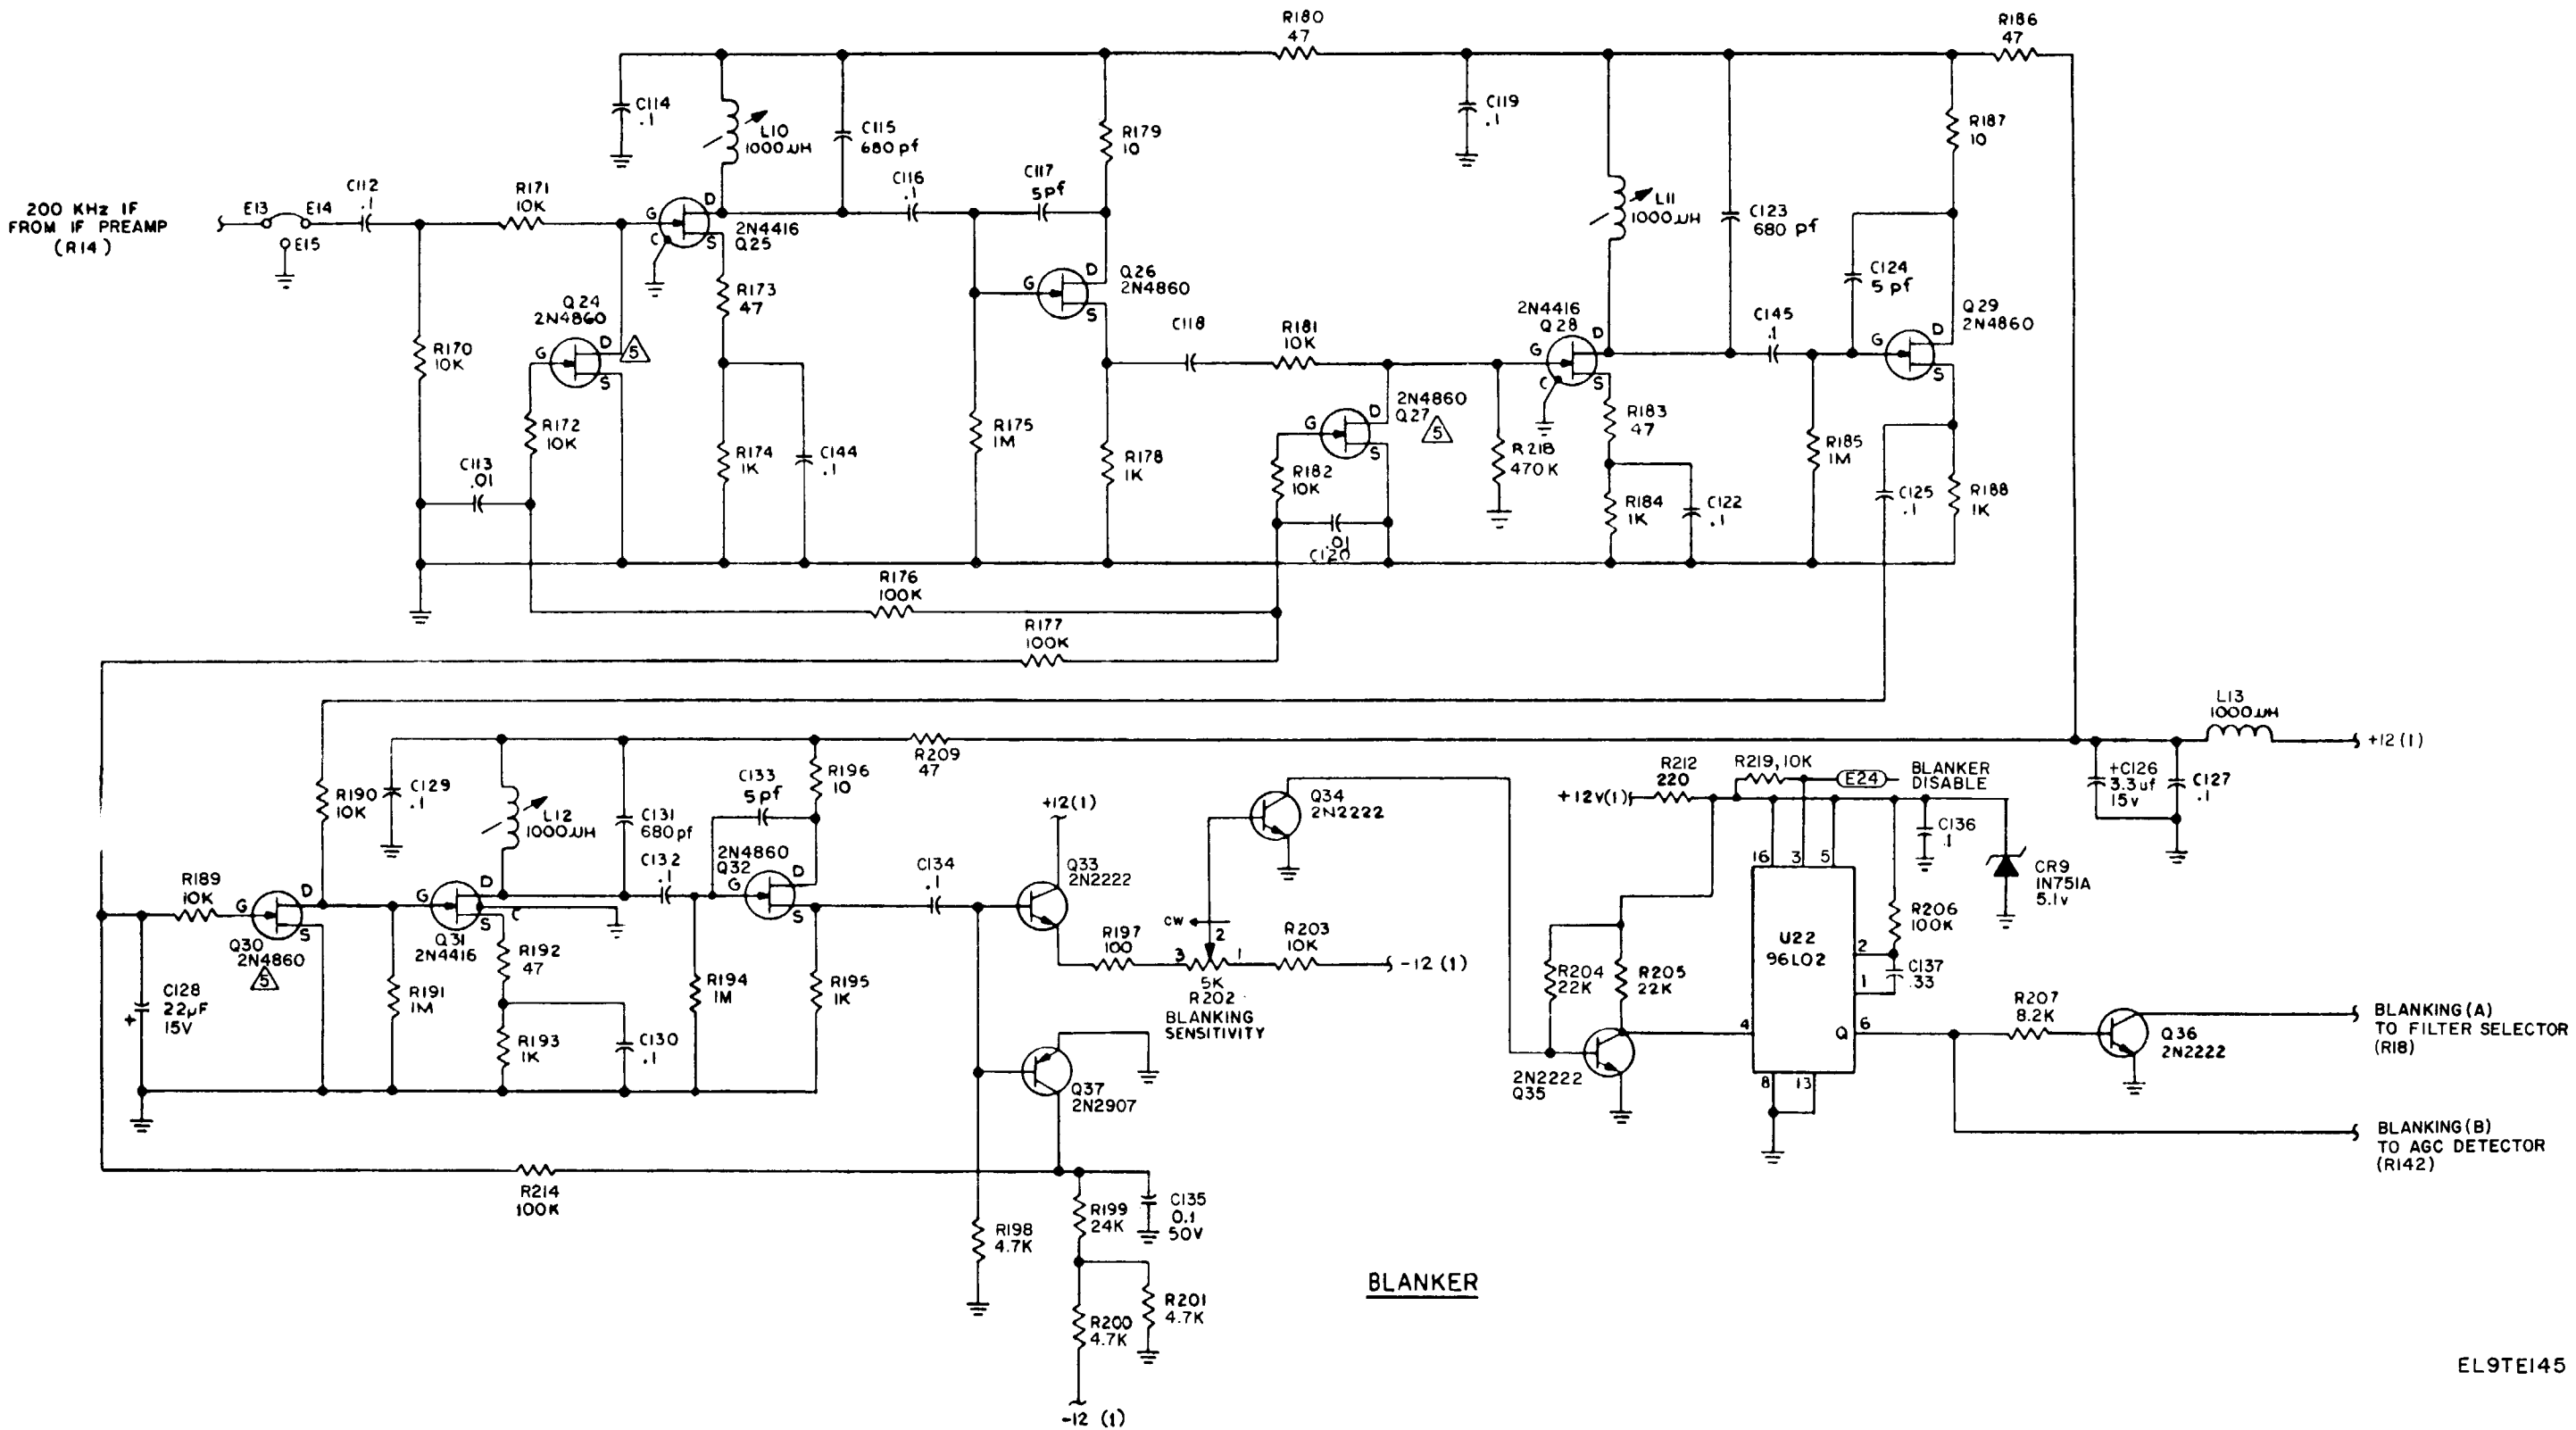 R180
47
R186
47
C114
.1
L10
1000UH
C115
680 pf
R179
10
C119
.1
R187
10
200 KHz IF
FROM IF PREAMP
(R14)
E13
E14
E15
C112
.1
R171
10K
G
D
C
S
2N4416
Q25
C116
.1
C117
5pf
L11
1000UH
C123
680 pf
C124
5 pf
Q24
2N4860
5
G
D
S
R173
47
G
D
S
Q26
2N4860
C118
R181
10K
2N4416
Q28
G
D
C
S
C145
.1
G
D
S
Q29
2N4860
R170
10K
R172
10K
C113
.01
R174
1K
C144
.1
R175
1M
R178
1K
2N4860
Q27
5
G
D
S
R182
10K
.01
C120
R218
470K
R183
47
R184
1K
C122
.1
R185
1M
C125
.1
R188
1K
R176
100K
R177
100K
L13
1000UH
+12(1)
+C126
3.3uf
15v
C127
.1
R209
47
R190
10K
C129
.1
L12
1000UH
C131
680pf
C133
5pf
R196
10
C132
.1
2N4860
Q32
G
D
S
C134
.1
+12(1)
Q33
2N2222
Q34
2N2222
R212
220
+12V(1)
R219,10K
E24
BLANKER
DISABLE
C136
.1
CR9
1N751A
5.1v
R189
10K
G
D
S
Q30
2N4860
5
C128
22µF
15V
+
R191
1M
G
D
C
S
Q31
2N4416
R192
47
R193
1K
C130
.1
R194
1M
R195
1K
R197
100
CW
2
3
1
5K
R202
BLANKING
SENSITIVITY
R203
10K
-12 (1)
R204
22K
R205
22K
2N2222
Q35
16
3
5
U22
96L02
2
1
4
Q
6
8
13
R206
100K
C137
.33
R207
8.2K
Q36
2N2222
BLANKING(A)
TO FILTER SELECTOR
(R18)
BLANKING(B)
TO AGC DETECTOR
(R142)
Q37
2N2907
R214
100K
R198
4.7K
R199
24K
C135
0.1
50V
R200
4.7K
R201
4.7K
-12 (1)
BLANKER
EL9TE145